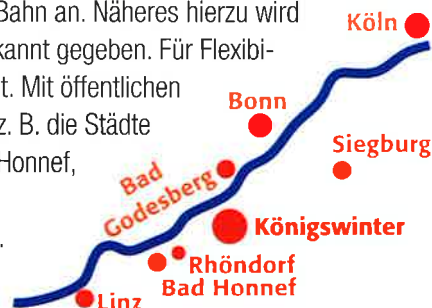 Bahn an. Näheres hierzu wird
kannt gegeben. Für Flexibi-
t. Mit öffentlichen
z. B. die Städte
Honnef,
.
Köln
Bonn
Siegburg
Bad
Godesberg
Königswinter
Rhöndorf
Bad Honnef
Linz